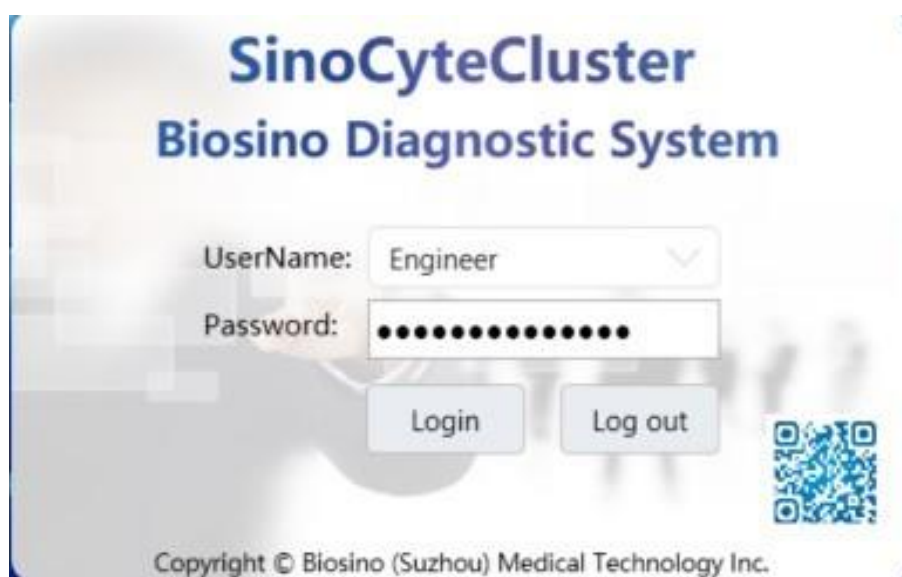 SinoCyteCluster
Biosino Diagnostic System
UserName: Engineer
Password: ●●●●●●●●●●●●●●
Login Log out
Copyright © Biosino (Suzhou) Medical Technology Inc.